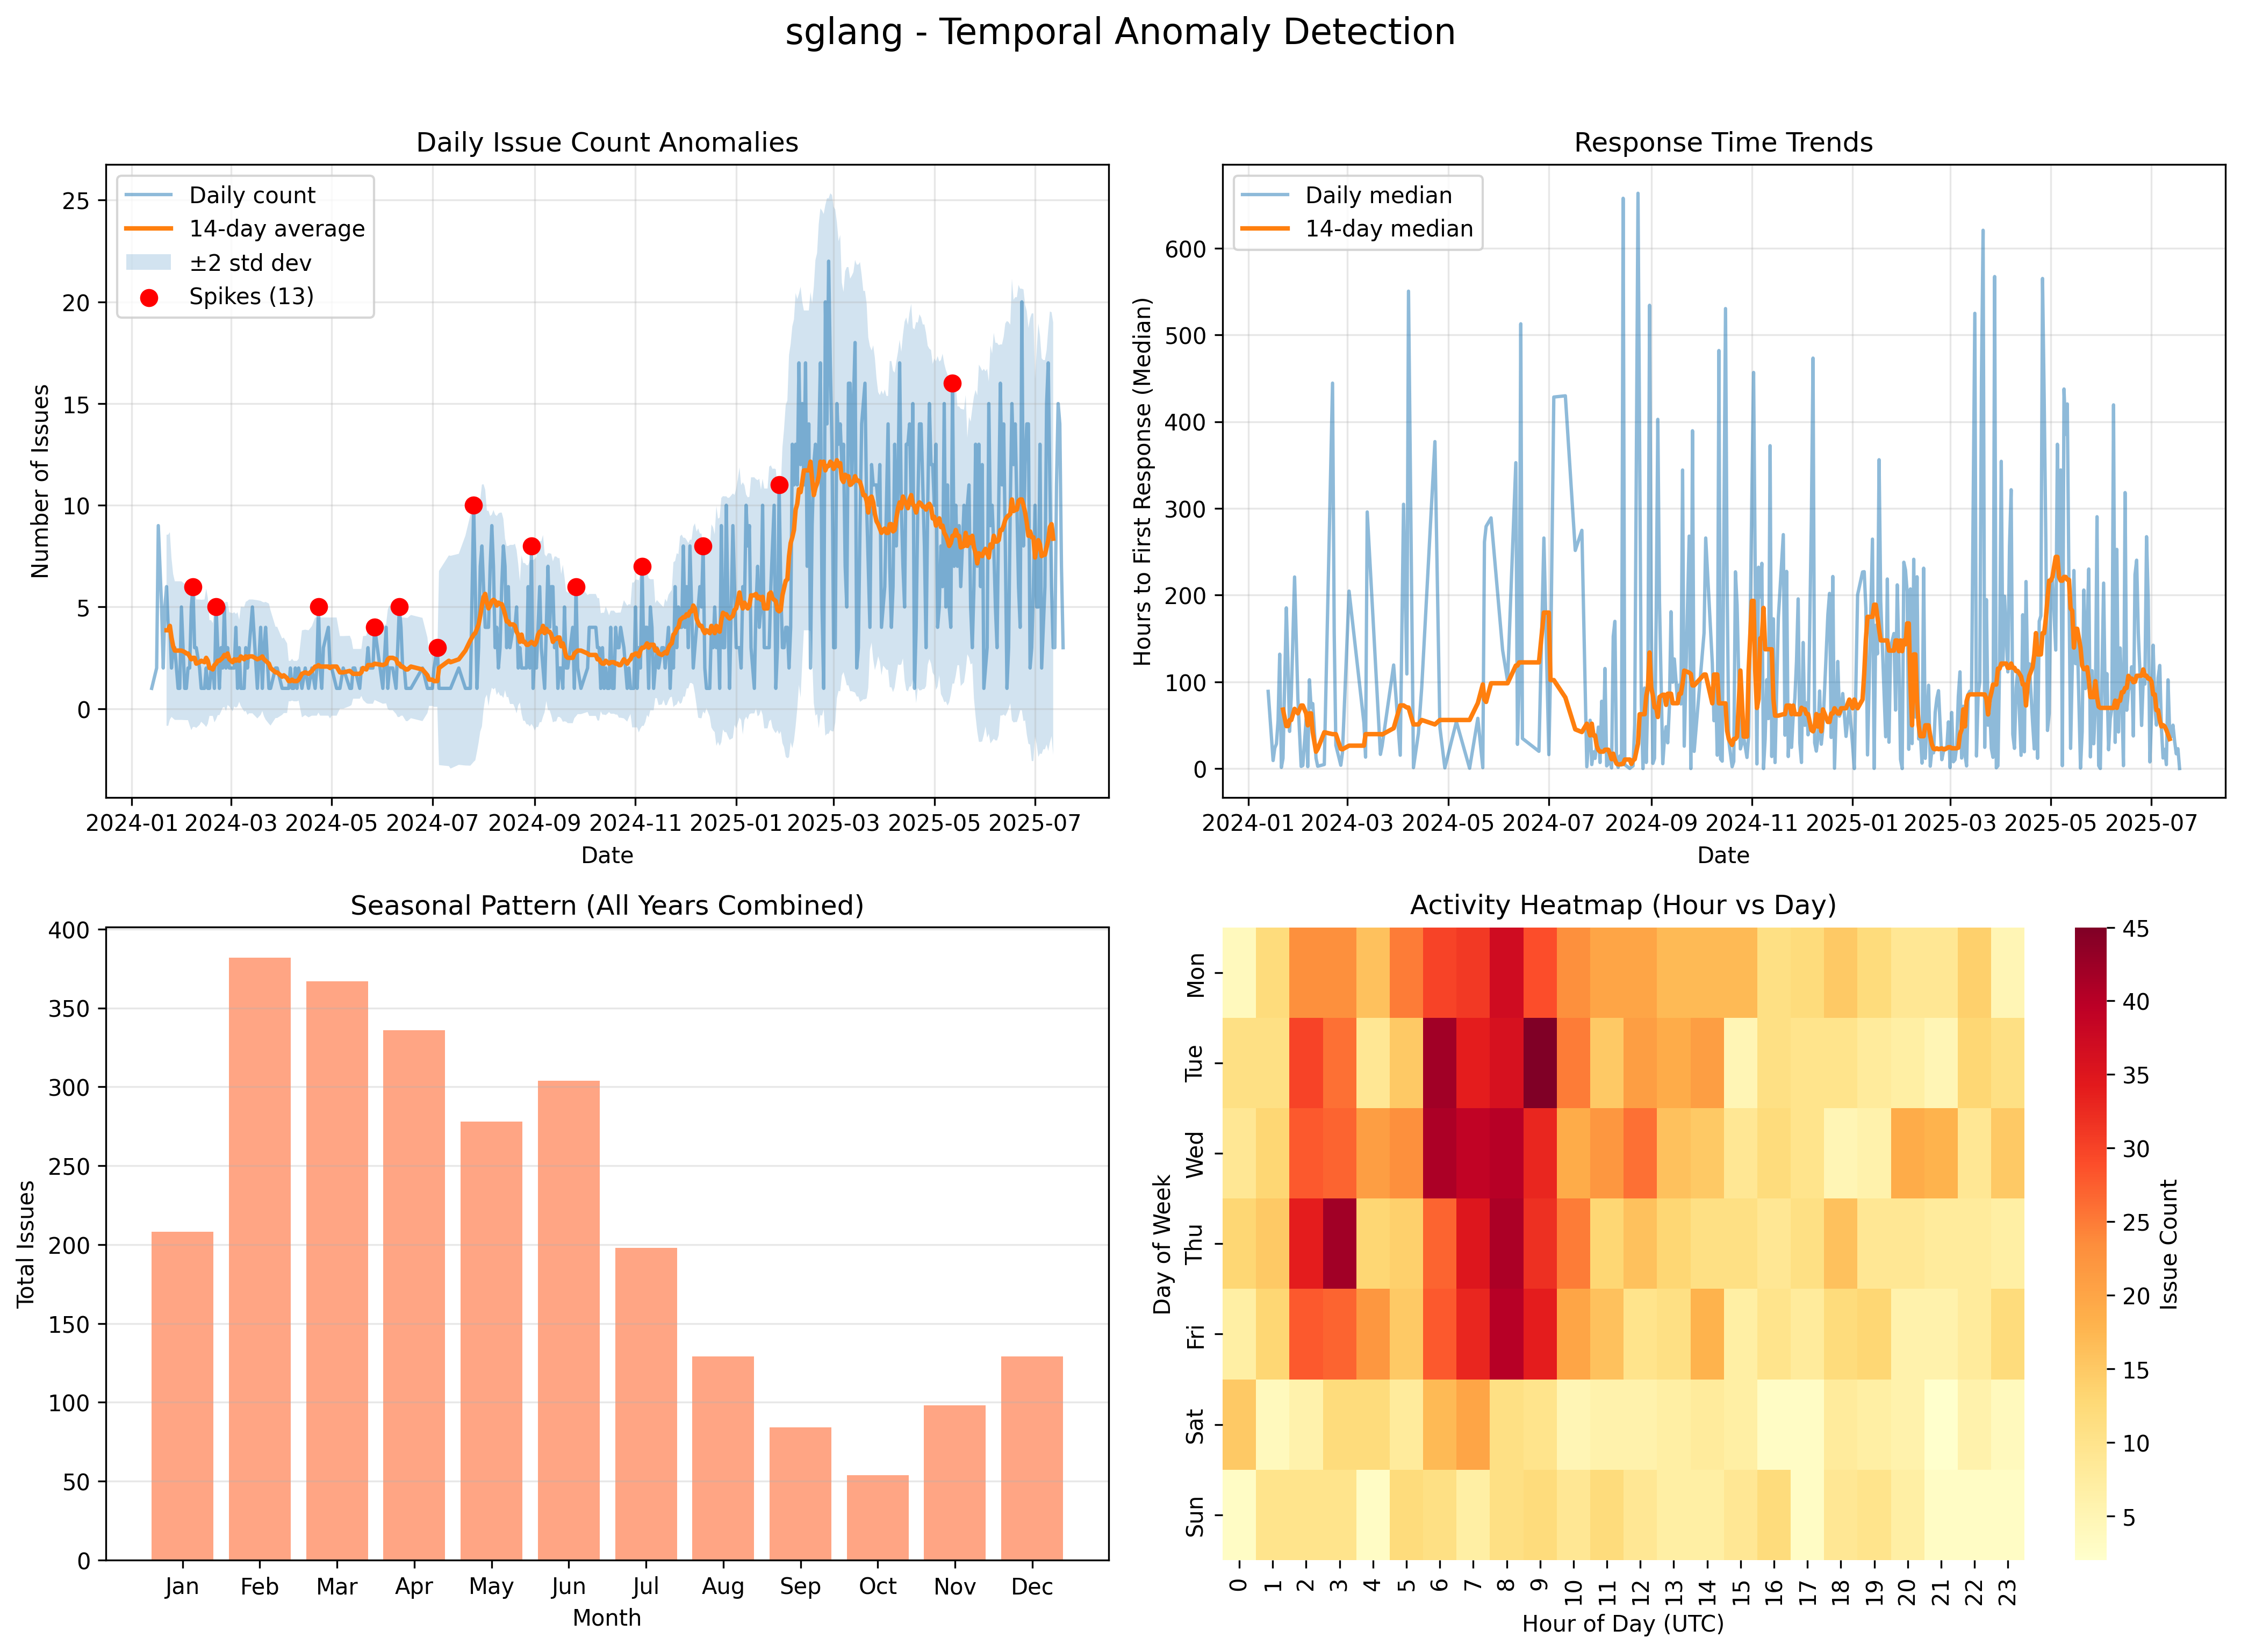 sglang - Temporal Anomaly Detection
Daily Issue Count Anomalies
Daily count
14-day average
±2 std dev
Spikes (13)
Number of Issues
25
20
15
10
5
0
2024-01 2024-03 2024-05 2024-07 2024-09 2024-11 2025-01 2025-03 2025-05 2025-07
Date
Response Time Trends
Daily median
14-day median
Hours to First Response (Median)
600
500
400
300
200
100
0
2024-01 2024-03 2024-05 2024-07 2024-09 2024-11 2025-01 2025-03 2025-05 2025-07
Date
Seasonal Pattern (All Years Combined)
Total Issues
400
350
300
250
200
150
100
50
0
Jan Feb Mar Apr May Jun Jul Aug Sep Oct Nov Dec
Month
Activity Heatmap (Hour vs Day)
Day of Week
Mon
Tue
Wed
Thu
Fri
Sat
Sun
0 1 2 3 4 5 6 7 8 9 10 11 12 13 14 15 16 17 18 19 20 21 22 23
Hour of Day (UTC)
45
40
35
30
25
20
15
10
5
Issue Count